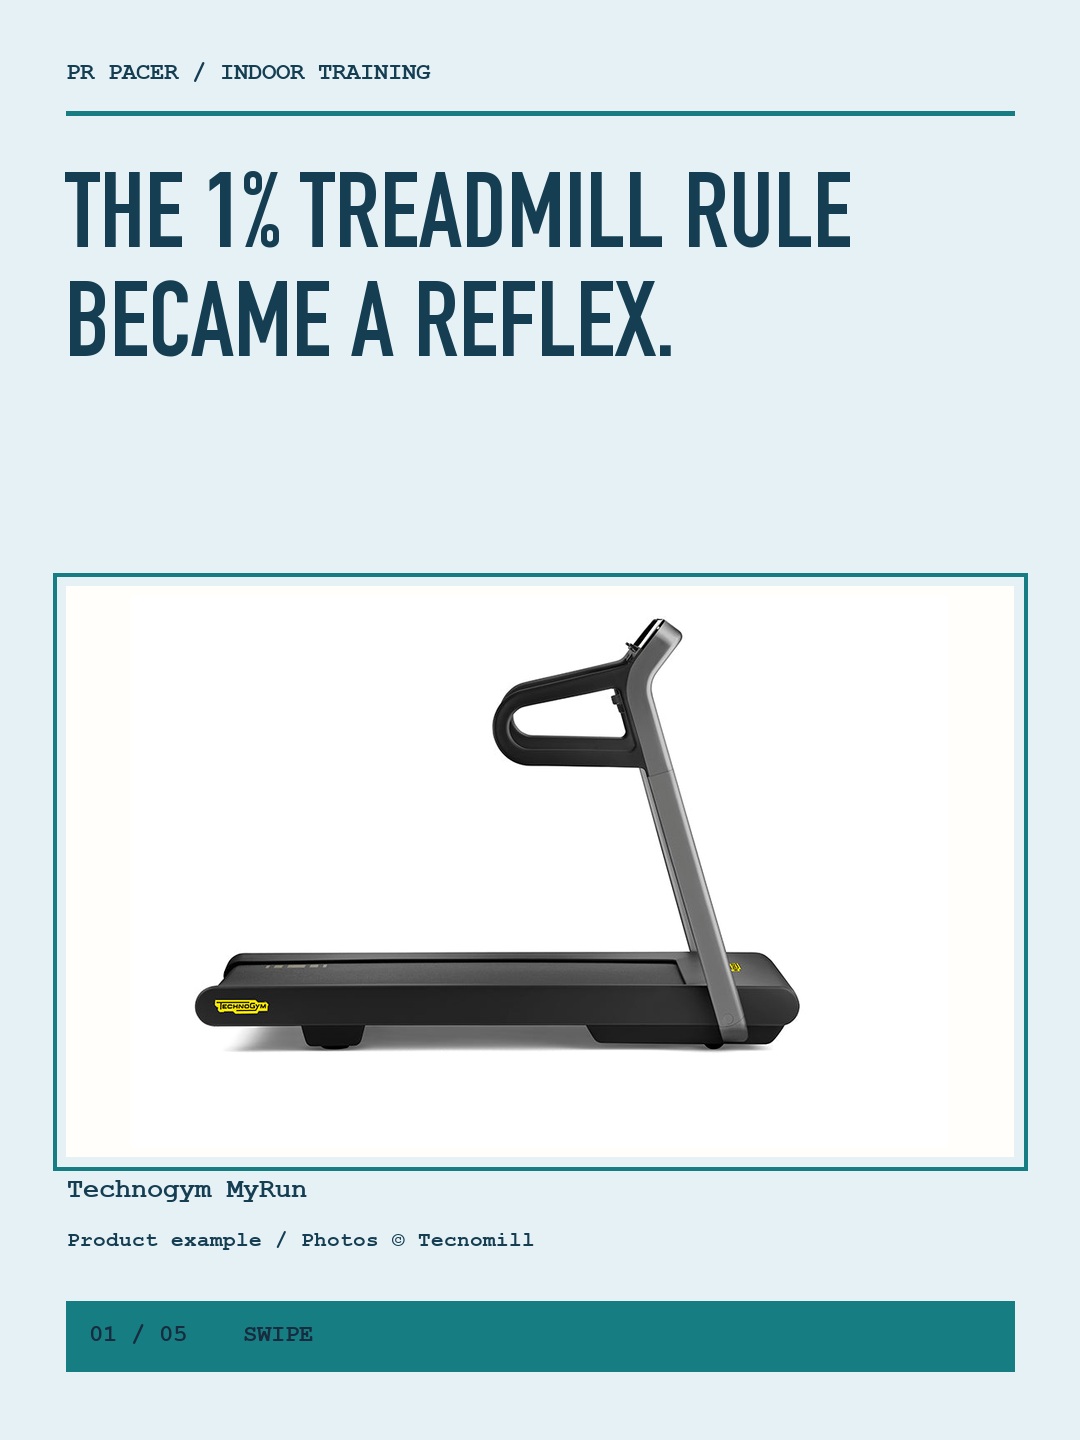 PR PACER / INDOOR TRAINING
THE 1% TREADMILL RULE
BECAME A REFLEX.
TECHNOGYM
Technogym MyRun
Product example / Photos © Tecnomill
01 / 05 SWIPE